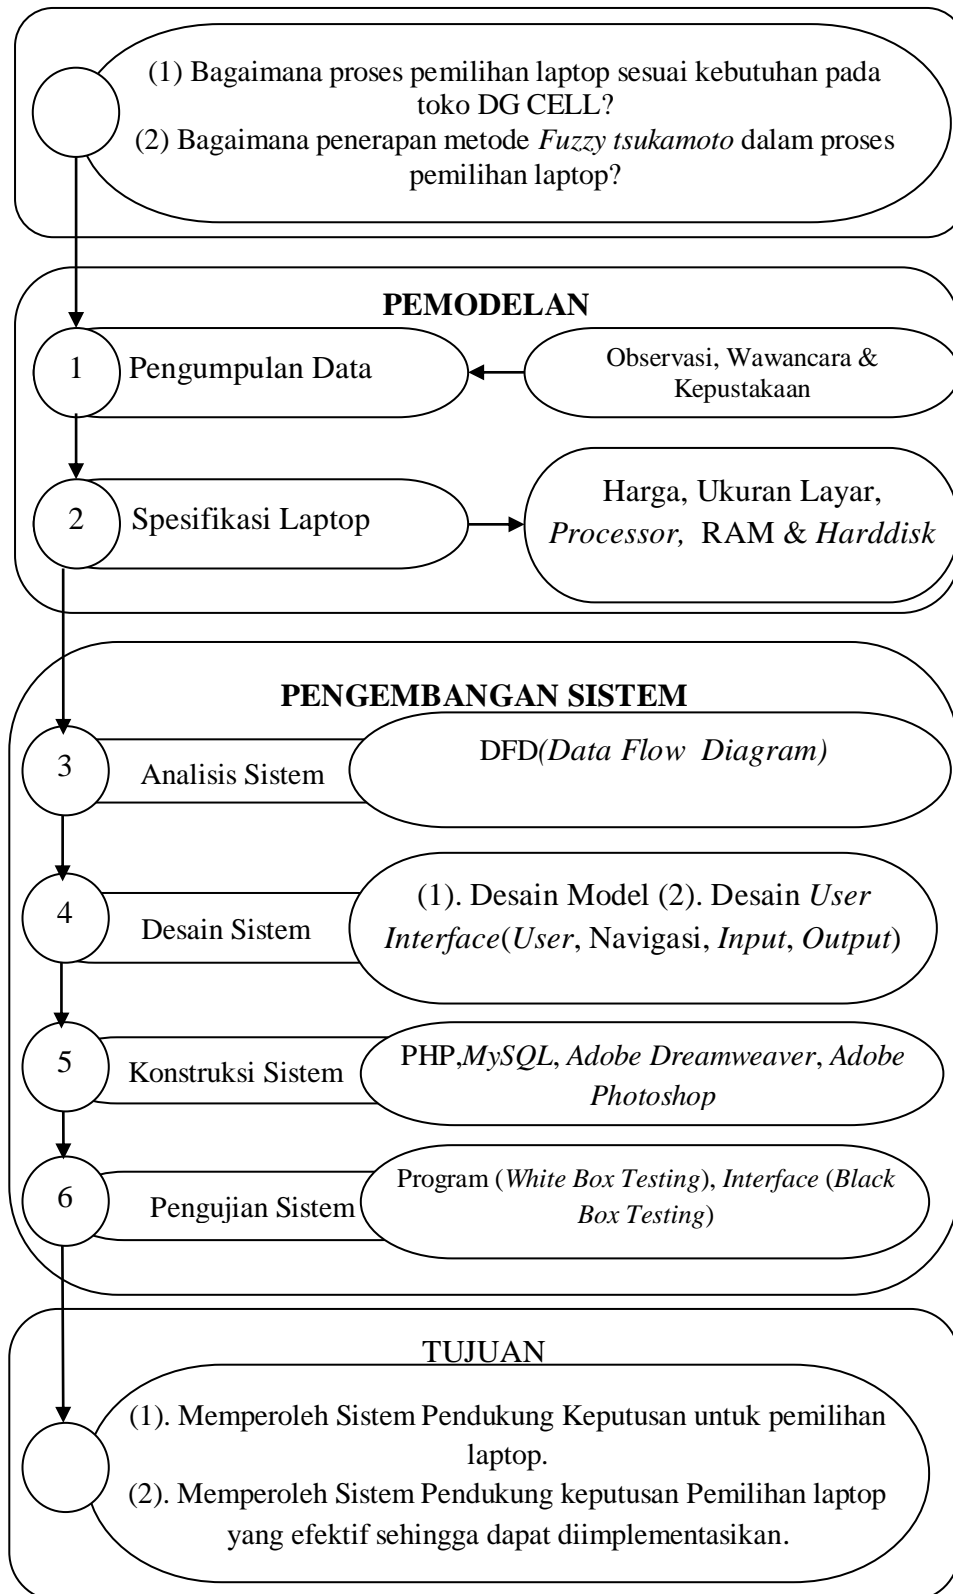 (1) Bagaimana proses pemilihan laptop sesuai kebutuhan pada
toko DG CELL?
(2) Bagaimana penerapan metode Fuzzy tsukamoto dalam proses
pemilihan laptop?
PEMODELAN
1
Pengumpulan Data
Observasi, Wawancara &
Kepustakaan
2
Spesifikasi Laptop
Harga, Ukuran Layar,
Processor, RAM & Harddisk
PENGEMBANGAN SISTEM
3
Analisis Sistem
DFD(Data Flow Diagram)
4
Desain Sistem
(1). Desain Model (2). Desain User
Interface(User, Navigasi, Input, Output)
5
Konstruksi Sistem
PHP,MySQL, Adobe Dreamweaver, Adobe
Photoshop
6
Pengujian Sistem
Program (White Box Testing), Interface (Black
Box Testing)
TUJUAN
(1). Memperoleh Sistem Pendukung Keputusan untuk pemilihan
laptop.
(2). Memperoleh Sistem Pendukung keputusan Pemilihan laptop
yang efektif sehingga dapat diimplementasikan.